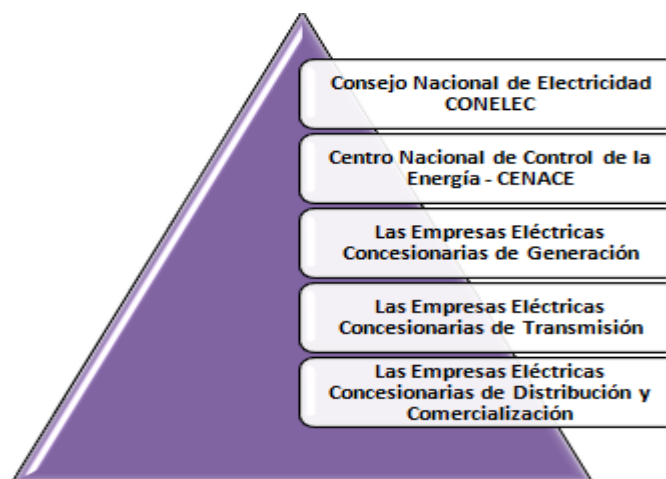 Consejo Nacional de Electricidad
CONELEC
Centro Nacional de Control de la
Energía - CENACE
Las Empresas Eléctricas
Concesionarias de Generación
Las Empresas Eléctricas
Concesionarias de Transmisión
Las Empresas Eléctricas
Concesionarias de Distribución y
Comercialización